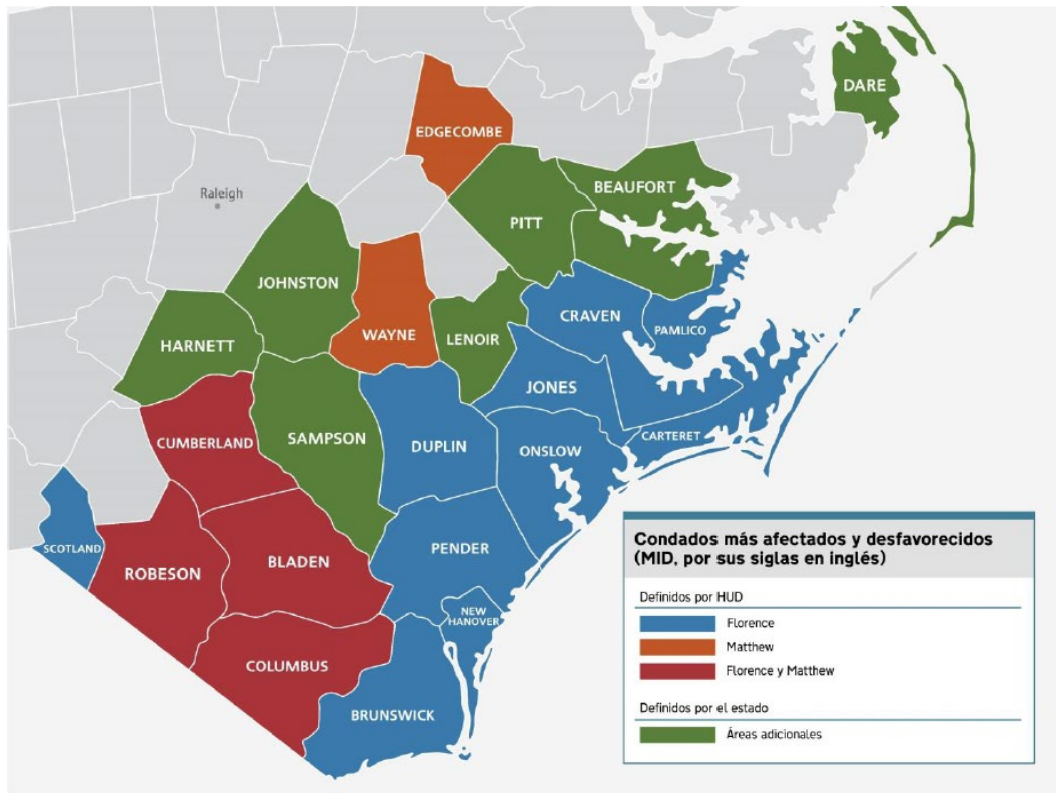 DARE
EDGECOMBE
BEAUFORT
Raleigh
PITT
JOHNSTON
CRAVEN
PAMLICO
WAYNE
LENOIR
HARNETT
JONES
CUMBERLAND
SAMPSON
DUPLIN
CARTERET
ONSLOW
SCOTLAND
PENDER
BLADEN
ROBESON
NEW
HANOVER
COLUMBUS
BRUNSWICK
Condados más afectados y desfavorecidos
(MID, por sus siglas en inglés)
Definidos por HUD
Florence
Matthew
Florence y Matthew
Definidos por el estado
Áreas adicionales